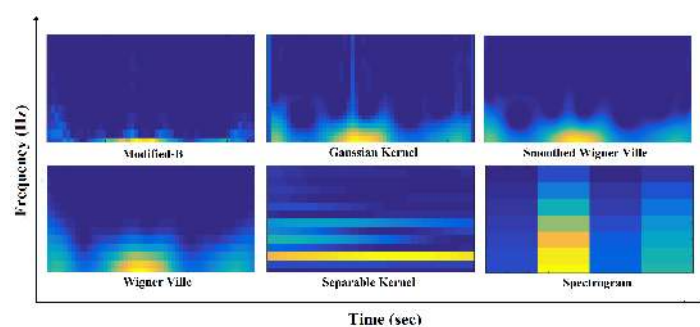 Modified-B
Gaussian Kernel
Smoothed Wigner Ville
Frequency (Hz)
Wigner Ville
Separable Kernel
Spectrogram
Time (sec)